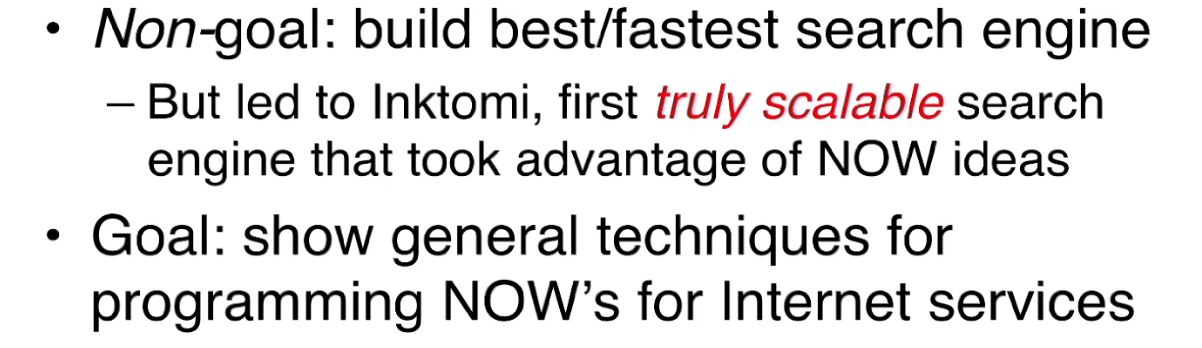 • Non-goal: build best/fastest search engine
– But led to Inktomi, first truly scalable search
engine that took advantage of NOW ideas
• Goal: show general techniques for
programming NOW’s for Internet services